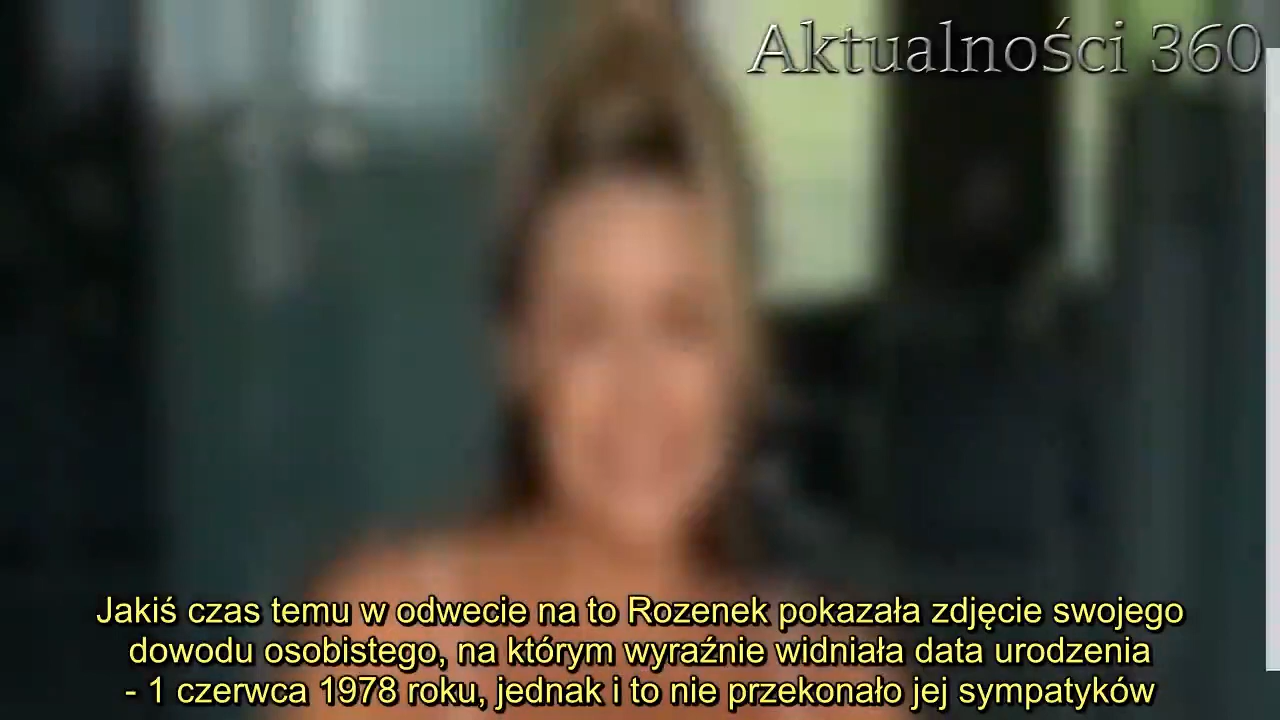 Aktualności 360
Jakiś czas temu w odwecie na to Rozenek pokazała zdjęcie swojego
dowodu osobistego, na którym wyraźnie widniała data urodzenia
- 1 czerwca 1978 roku, jednak i to nie przekonało jej sympatyków